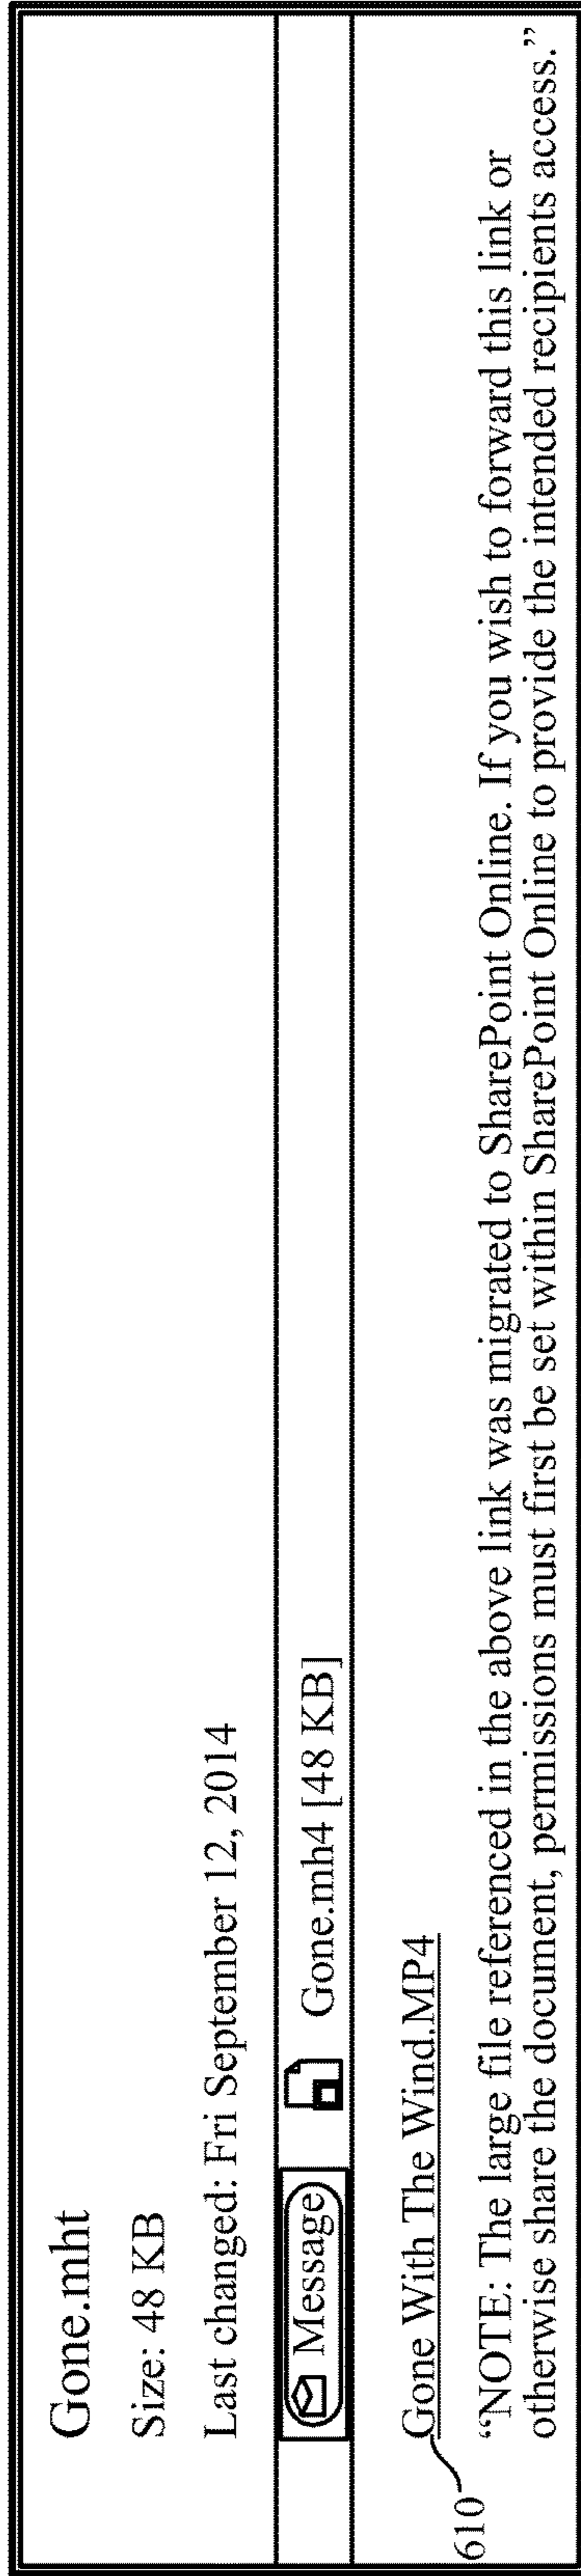 Gone.mht
Size: 48 KB
Last changed: Fri September 12, 2014
Message Gone.mh4 [48 KB]
Gone With The Wind.MP4
610
“NOTE: The large file referenced in the above link was migrated to SharePoint Online. If you wish to forward this link or
otherwise share the document, permissions must first be set within SharePoint Online to provide the intended recipients access.”